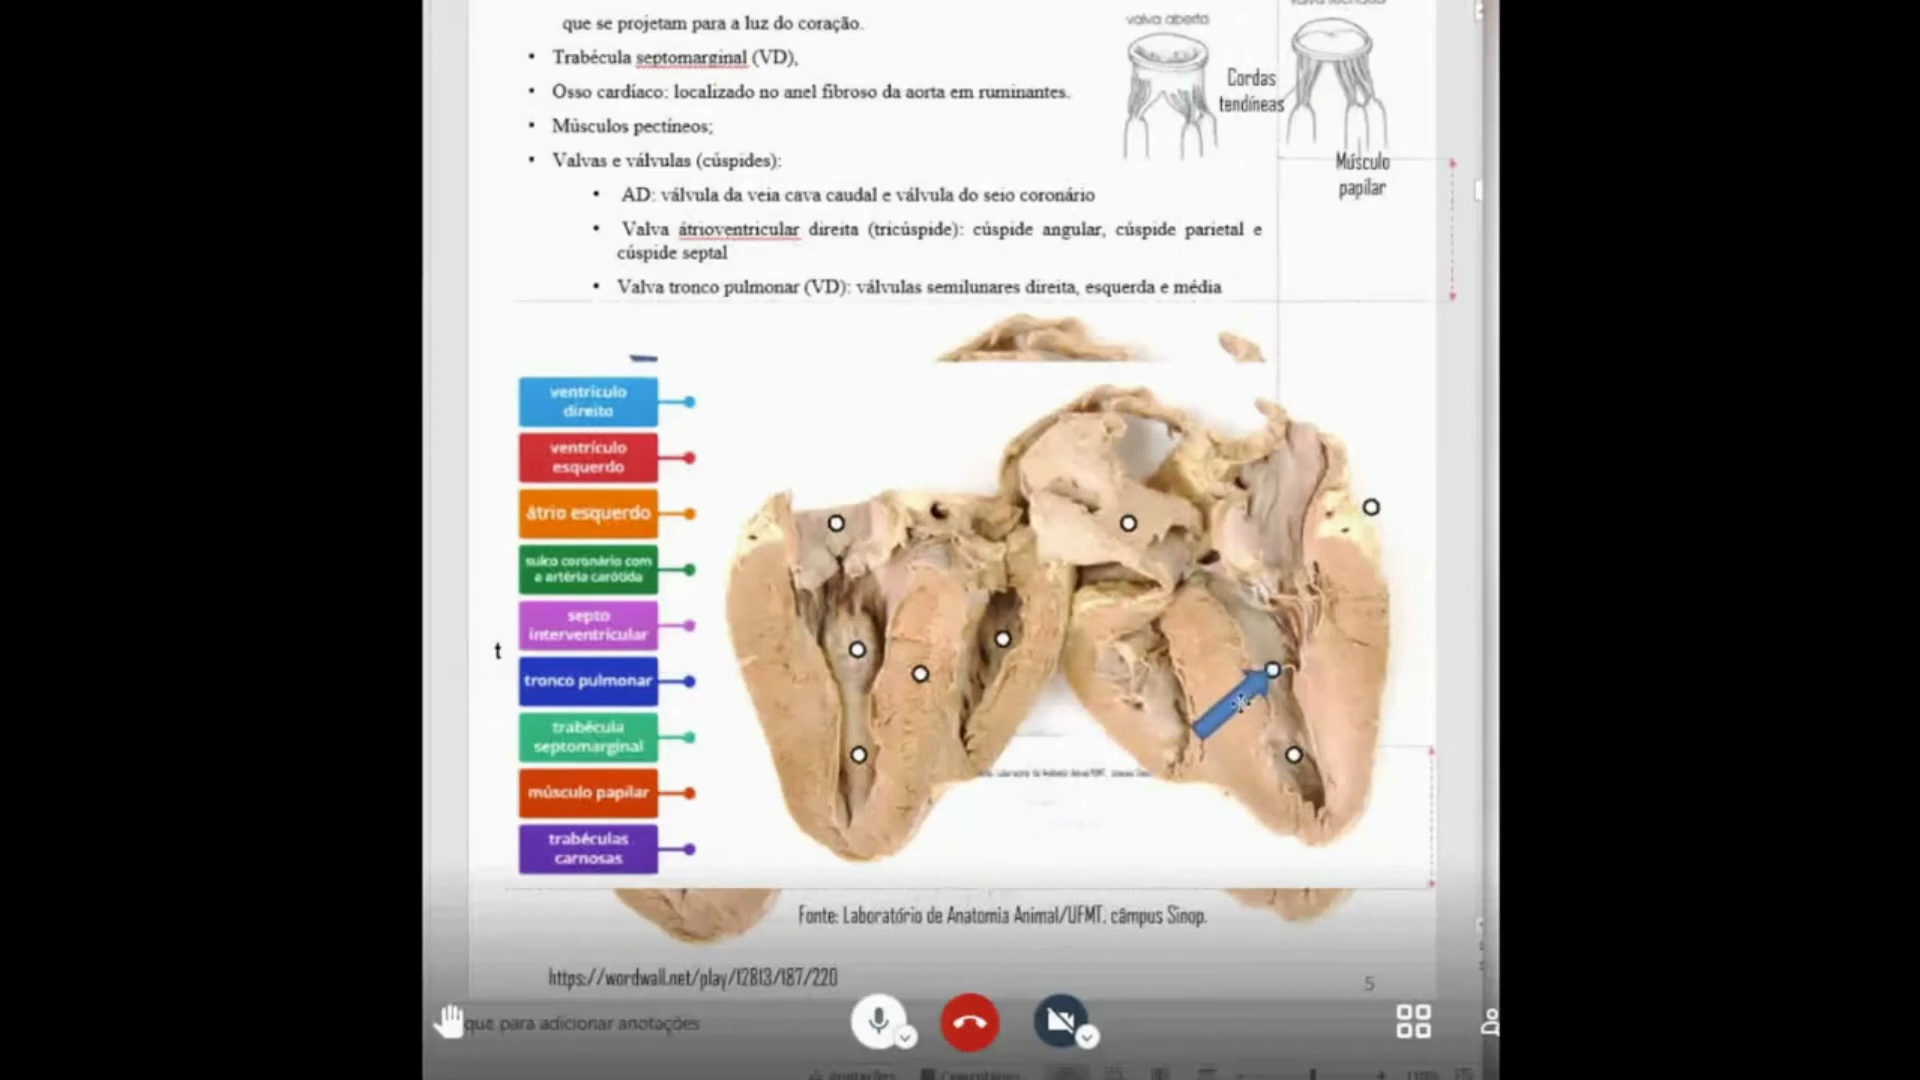 que se projetam para a luz do coração.
valva aberta
• Trabécula septomarginal (VD),
Cordas
tendíneas
• Osso cardíaco: localizado no anel fibroso da aorta em ruminantes.
• Músculos pectíneos;
Músculo
papilar
• Valvas e válvulas (cúspides):
• AD: válvula da veia cava caudal e válvula do seio coronário
• Valva átrioventricular direita (tricúspide): cúspide angular, cúspide parietal e
cúspide septal
• Valva tronco pulmonar (VD): válvulas semilunares direita, esquerda e média
ventrículo
direito
ventrículo
esquerdo
átrio esquerdo
sulco coronário com
a artéria carótida
septo
interventricular
t
tronco pulmonar
trabécula
septomarginal
músculo papilar
trabéculas
carnosas
Fonte: Laboratório de Anatomia Animal/UFMT. câmpus Sinop.
https://wordwall.net/play/12813/187/220
5
que para adicionar anotações